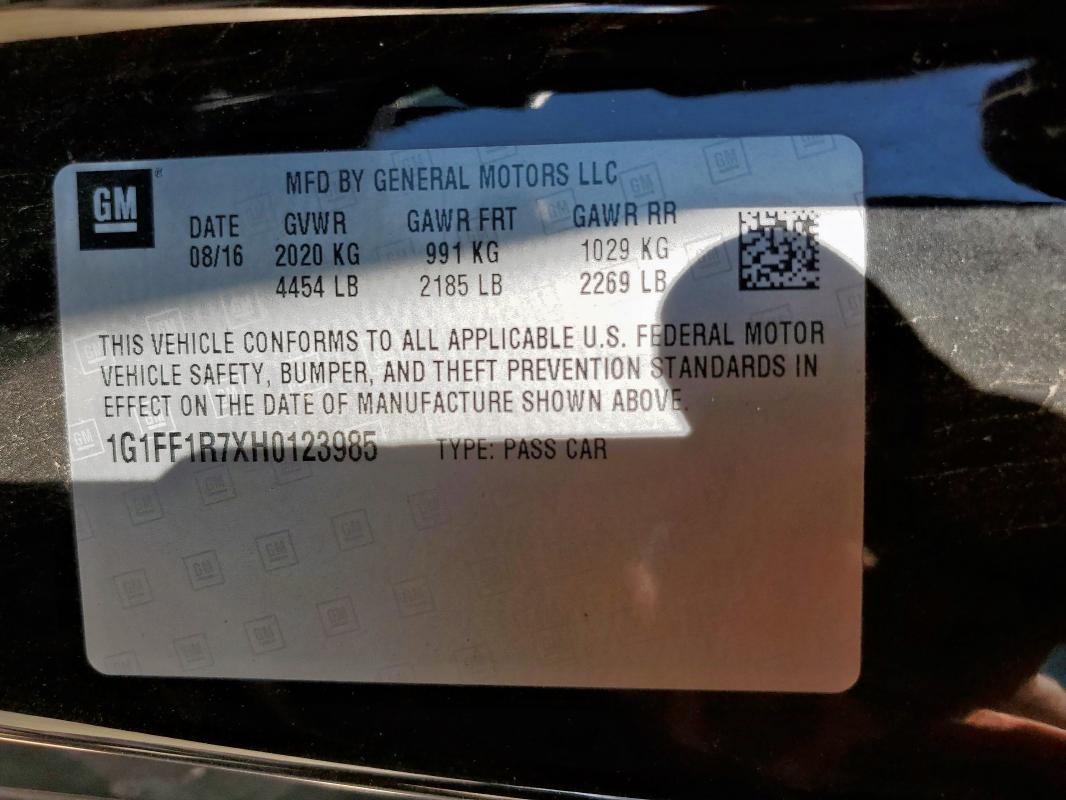 GM ® MFD BY GENERAL MOTORS LLC
DATE GVWR GAWR FRT GAWR RR
08/16 2020 KG 991 KG 1029 KG
4454 LB 2185 LB 2269 LB
THIS VEHICLE CONFORMS TO ALL APPLICABLE U.S. FEDERAL MOTOR
VEHICLE SAFETY, BUMPER, AND THEFT PREVENTION STANDARDS IN
EFFECT ON THE DATE OF MANUFACTURE SHOWN ABOVE.
1G1FF1R7XH0123985 TYPE: PASS CAR